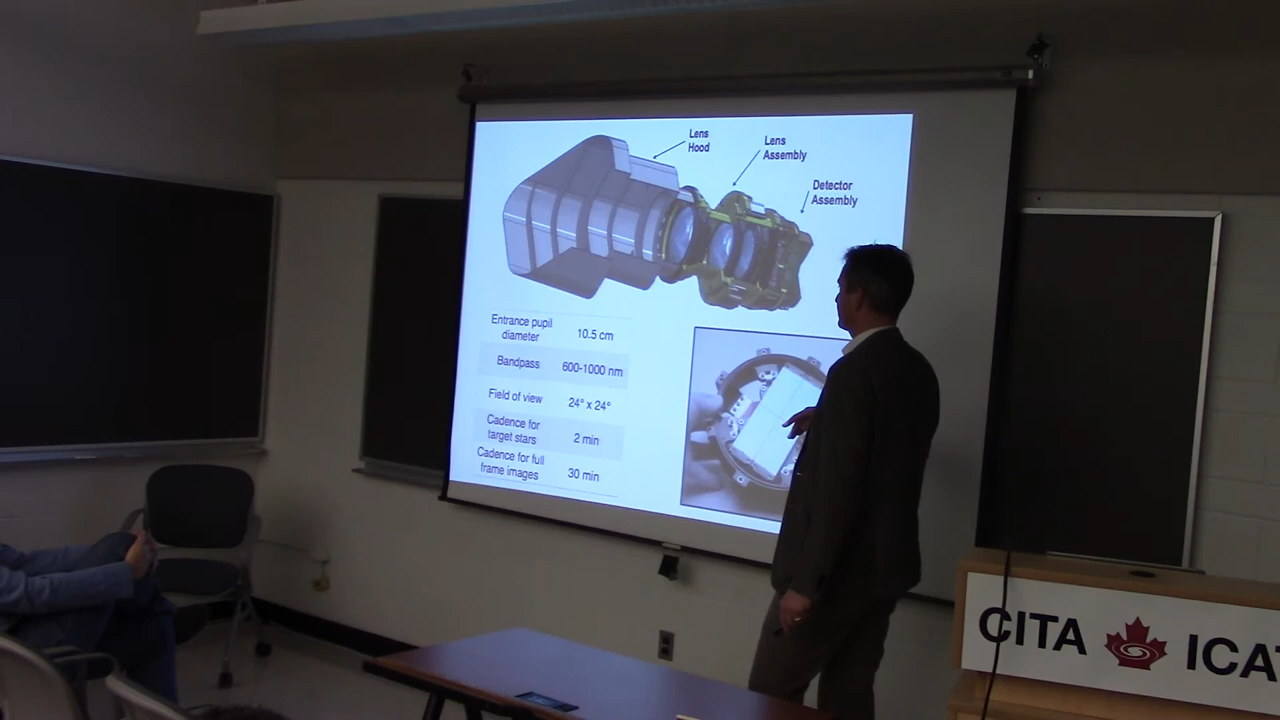 Lens
Hood
Lens
Assembly
Detector
Assembly
Entrance pupil
diameter
10.5 cm
Bandpass
600-1000 nm
Field of view
24° x 24°
Cadence for
target stars
2 min
Cadence for full
frame images
30 min
CITA ICAT